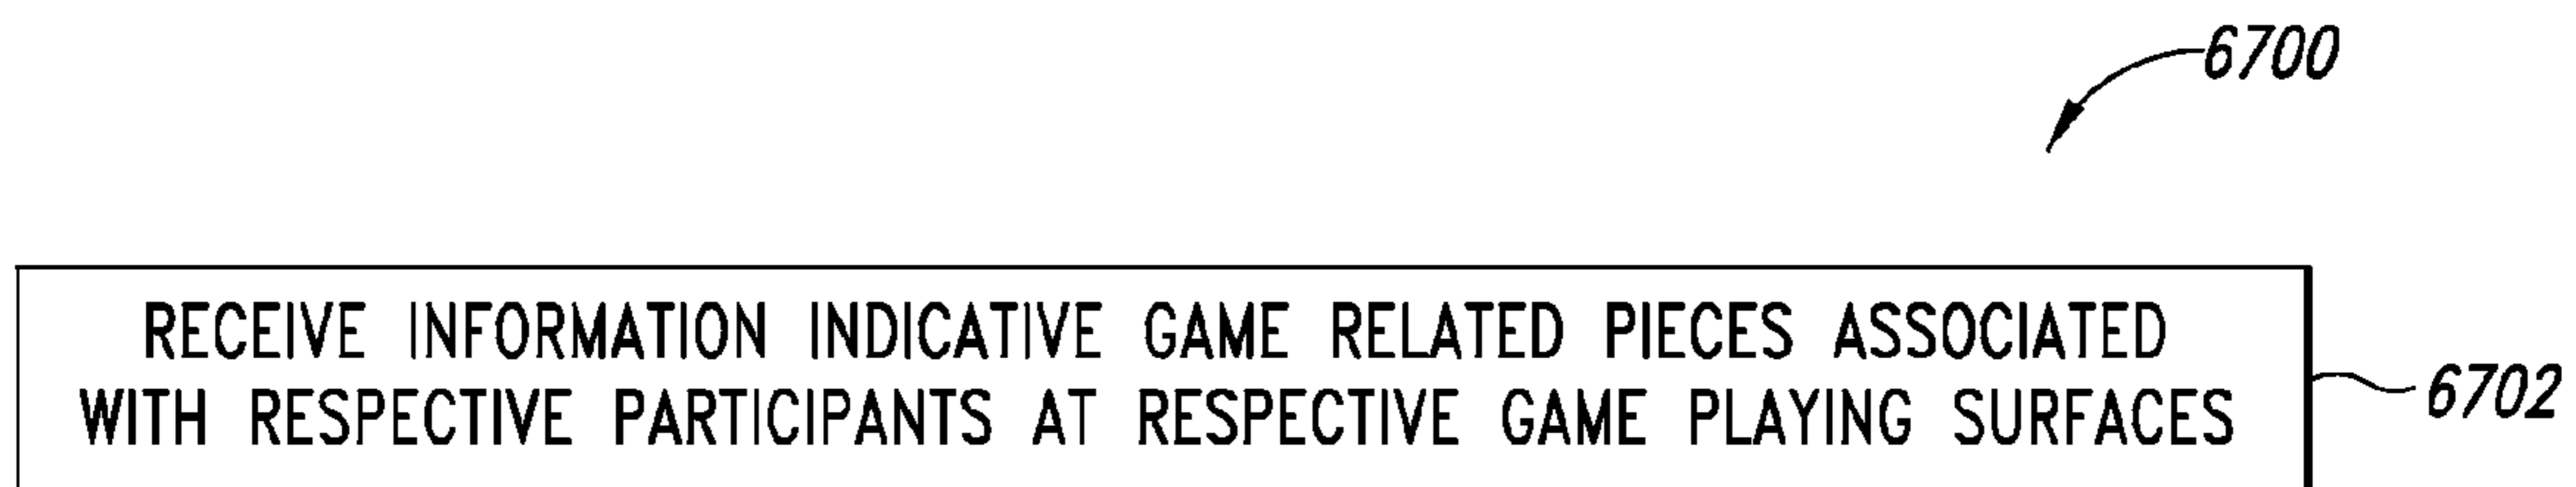 6700
RECEIVE INFORMATION INDICATIVE GAME RELATED PIECES ASSOCIATED
WITH RESPECTIVE PARTICIPANTS AT RESPECTIVE GAME PLAYING SURFACES
6702